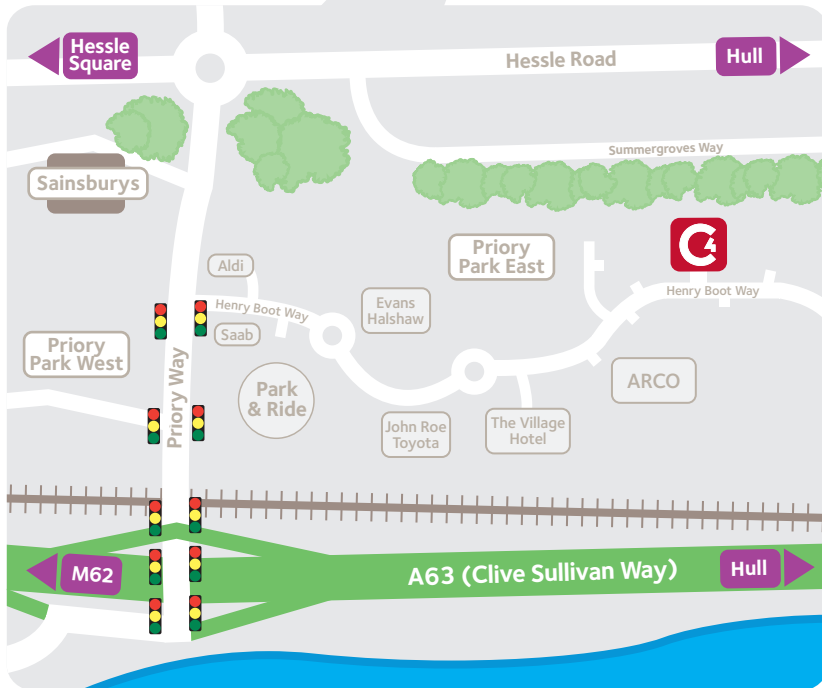 Hessle
Square
Hessle Road
Hull
Summergroves Way
Sainsburys
C4
Priory
Park East
Aldi
Henry Boot Way
Henry Boot Way
Evans
Halshaw
Saab
Priory
Park West
Priory Way
Park
& Ride
ARCO
John Roe
Toyota
The Village
Hotel
M62
A63 (Clive Sullivan Way)
Hull